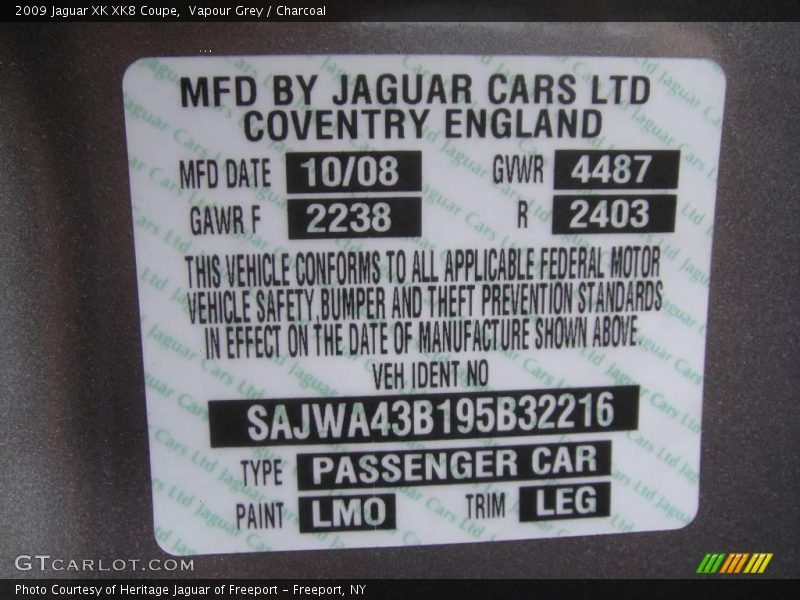 2009 Jaguar XK XK8 Coupe,  Vapour Grey / Charcoal
MFD BY JAGUAR CARS LTD
COVENTRY ENGLAND
MFD DATE 10/08 GVWR 4487
GAWR F 2238 R 2403
THIS VEHICLE CONFORMS TO ALL APPLICABLE FEDERAL MOTOR
VEHICLE SAFETY,BUMPER AND THEFT PREVENTION STANDARDS
IN EFFECT ON THE DATE OF MANUFACTURE SHOWN ABOVE
VEH IDENT NO
SAJWA43B195B32216
TYPE PASSENGER CAR
PAINT LMO TRIM LEG
GTCARLOT.COM
Photo Courtesy of Heritage Jaguar of Freeport - Freeport, NY